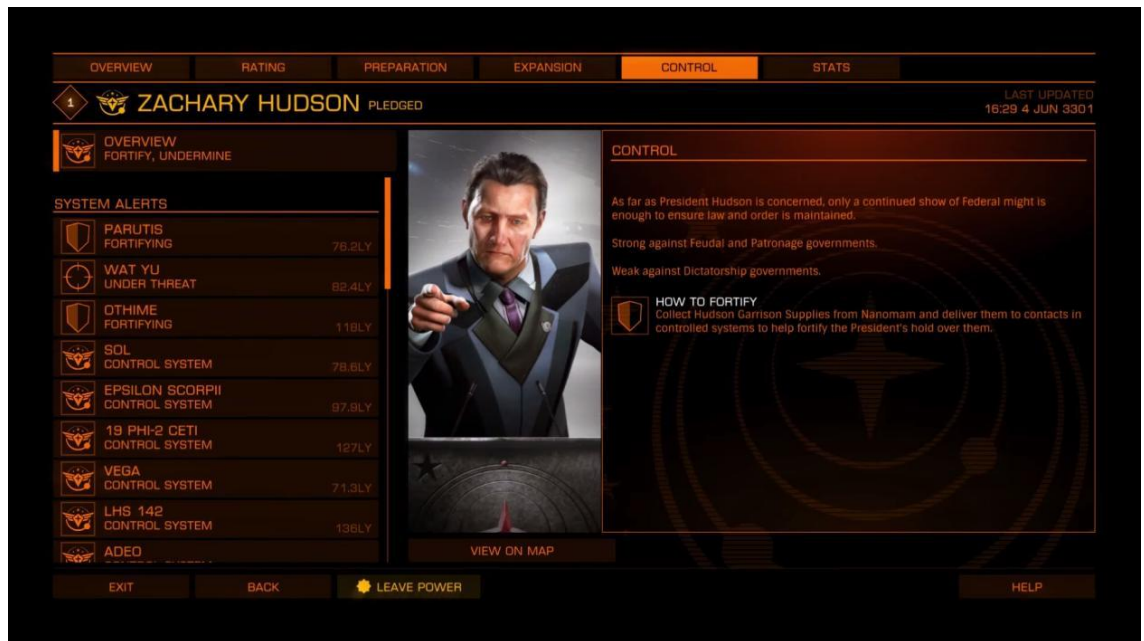 OVERVIEW
RATING
PREPARATION
EXPANSION
CONTROL
STATS
1
ZACHARY HUDSON PLEDGED
LAST UPDATED
16:29 4 JUN 3301
OVERVIEW
FORTIFY, UNDERMINE
SYSTEM ALERTS
PARUTIS
FORTIFYING
76.2LY
WAT YU
UNDER THREAT
82.4LY
OTHIME
FORTIFYING
118LY
SOL
CONTROL SYSTEM
78.6LY
EPSILON SCORPII
CONTROL SYSTEM
97.9LY
19 PHI-2 CETI
CONTROL SYSTEM
127LY
VEGA
CONTROL SYSTEM
71.3LY
LHS 142
CONTROL SYSTEM
136LY
ADEO
VIEW ON MAP
CONTROL
As far as President Hudson is concerned, only a continued show of Federal might is
enough to ensure law and order is maintained.
Strong against Feudal and Patronage governments.
Weak against Dictatorship governments.
HOW TO FORTIFY
Collect Hudson Garrison Supplies from Nanomam and deliver them to contacts in
controlled systems to help fortify the President's hold over them.
EXIT
BACK
LEAVE POWER
HELP